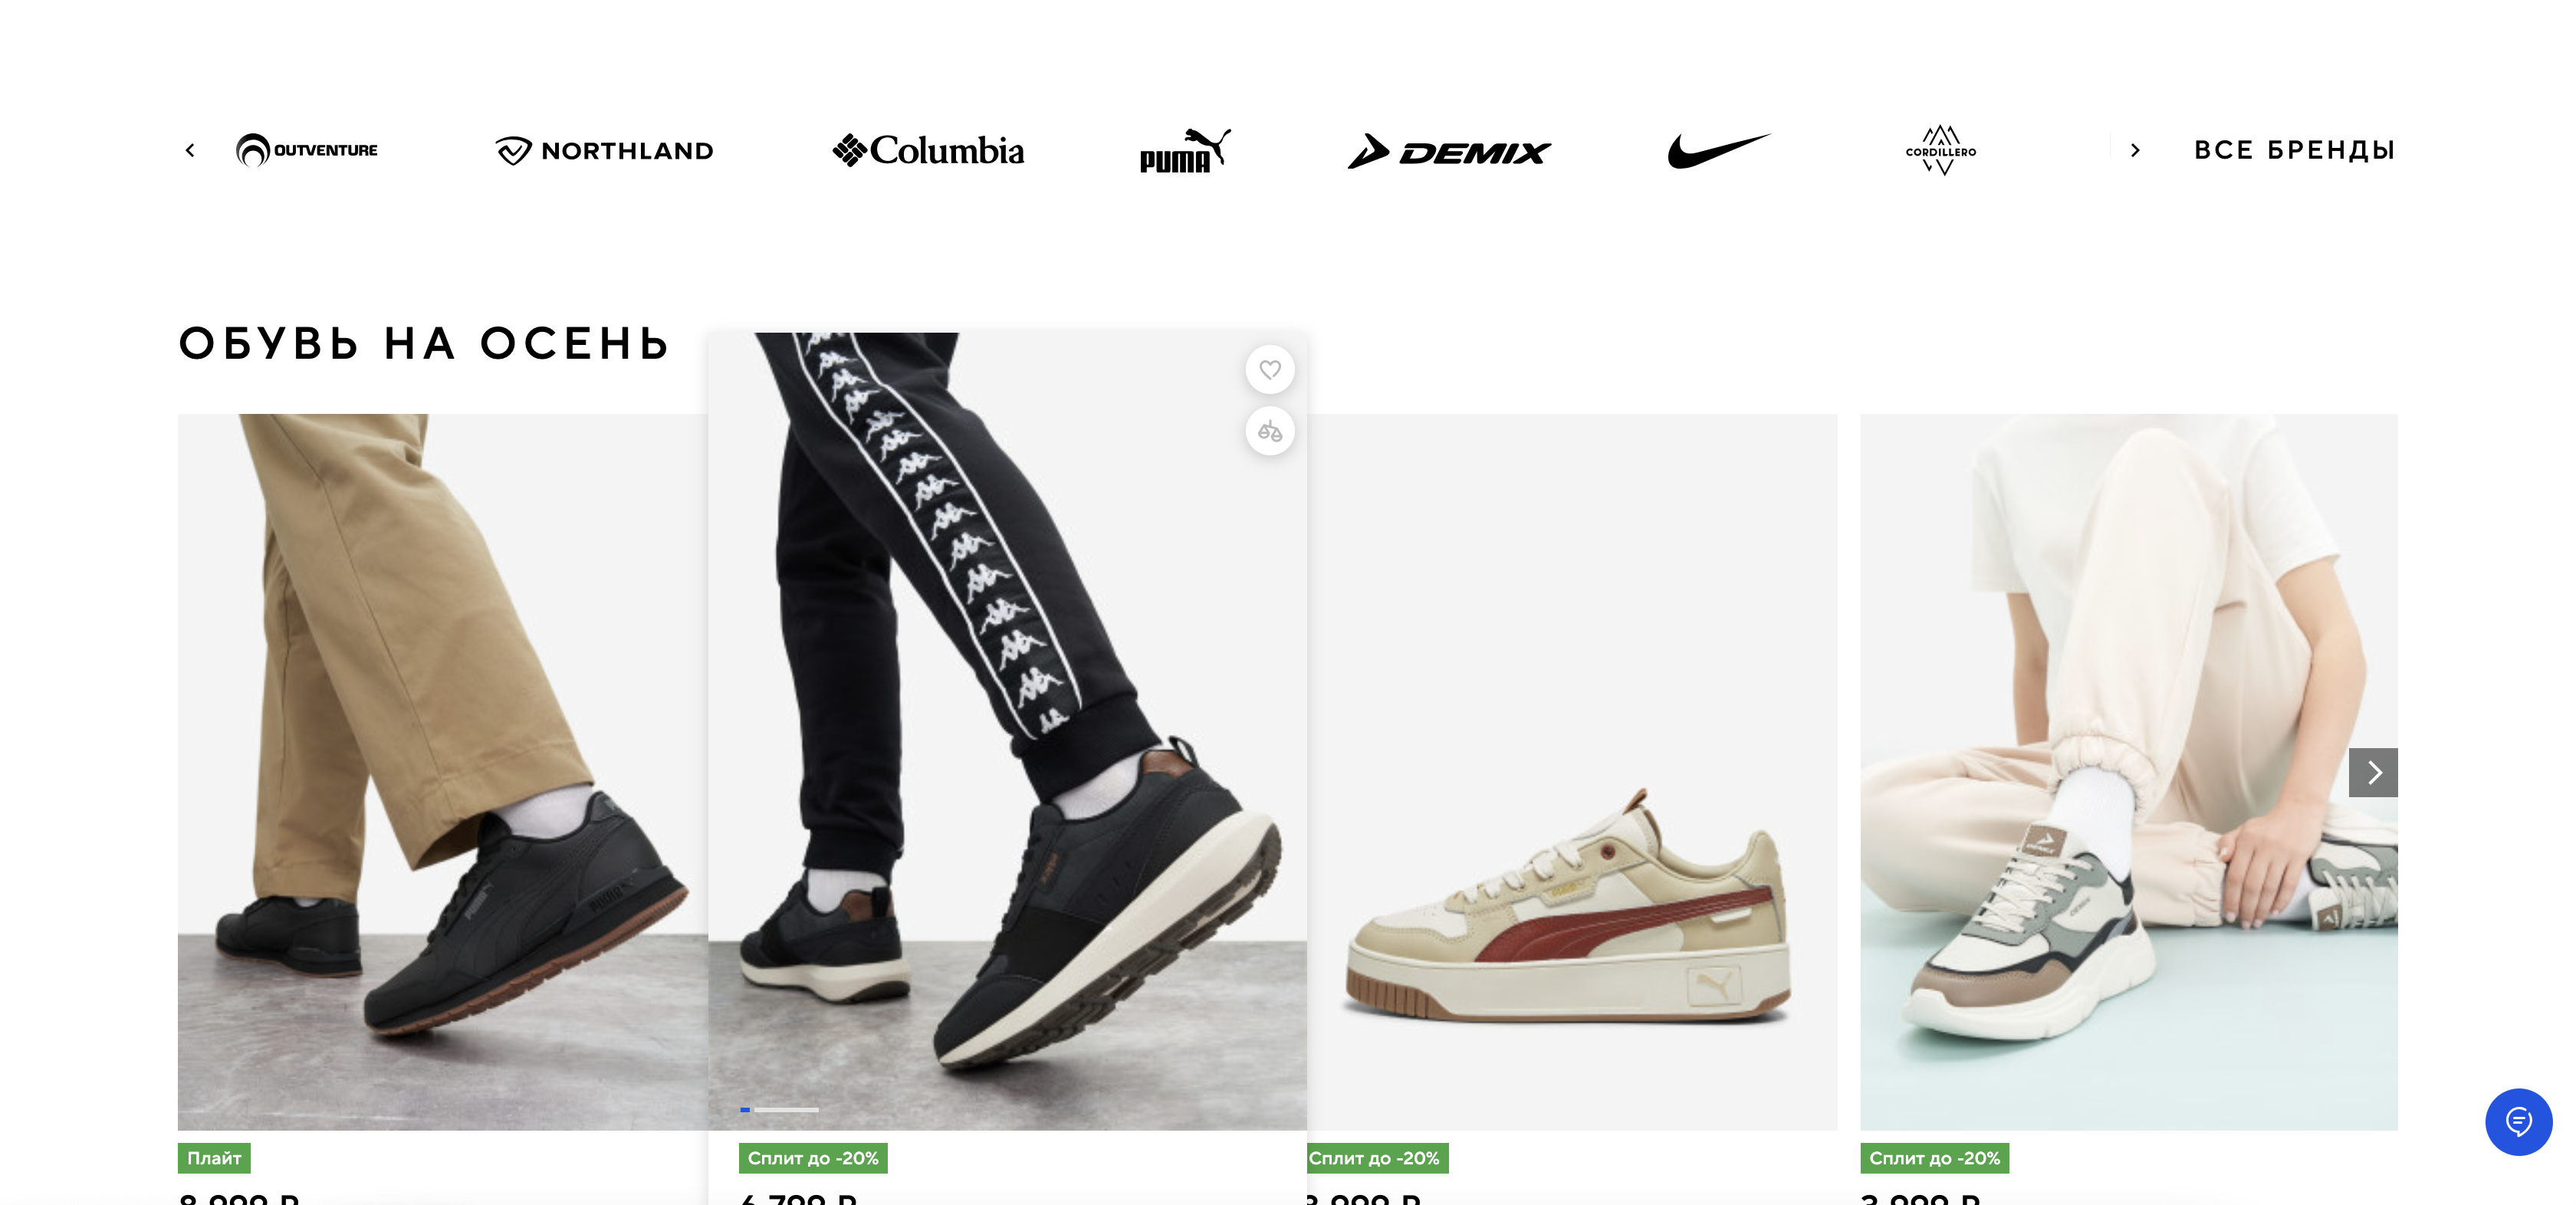 OUTVENTURE
NORTHLAND
Columbia
PUMA
DEMIX
CORDILLERO
ВСЕ БРЕНДЫ
ОБУВЬ НА ОСЕНЬ
Плайт
Сплит до -20%
Сплит до -20%
Сплит до -20%